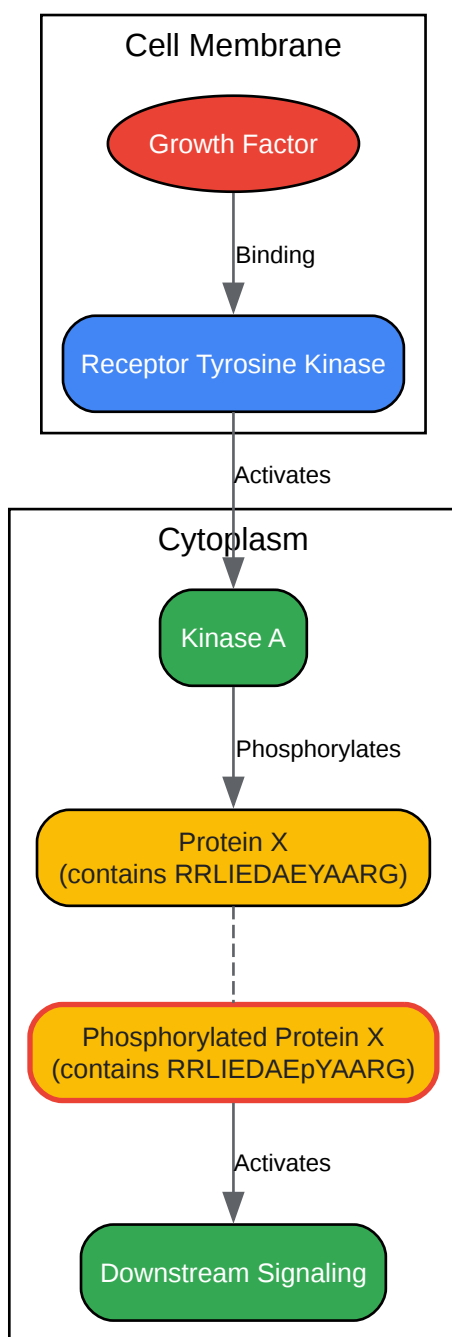 Cell Membrane
Growth Factor
Binding
Receptor Tyrosine Kinase
Activates
Cytoplasm
Kinase A
Phosphorylates
Protein X
(contains RRLIEDAEYAARG)
Phosphorylated Protein X
(contains RRLIEDAEpYAARG)
Activates
Downstream Signaling